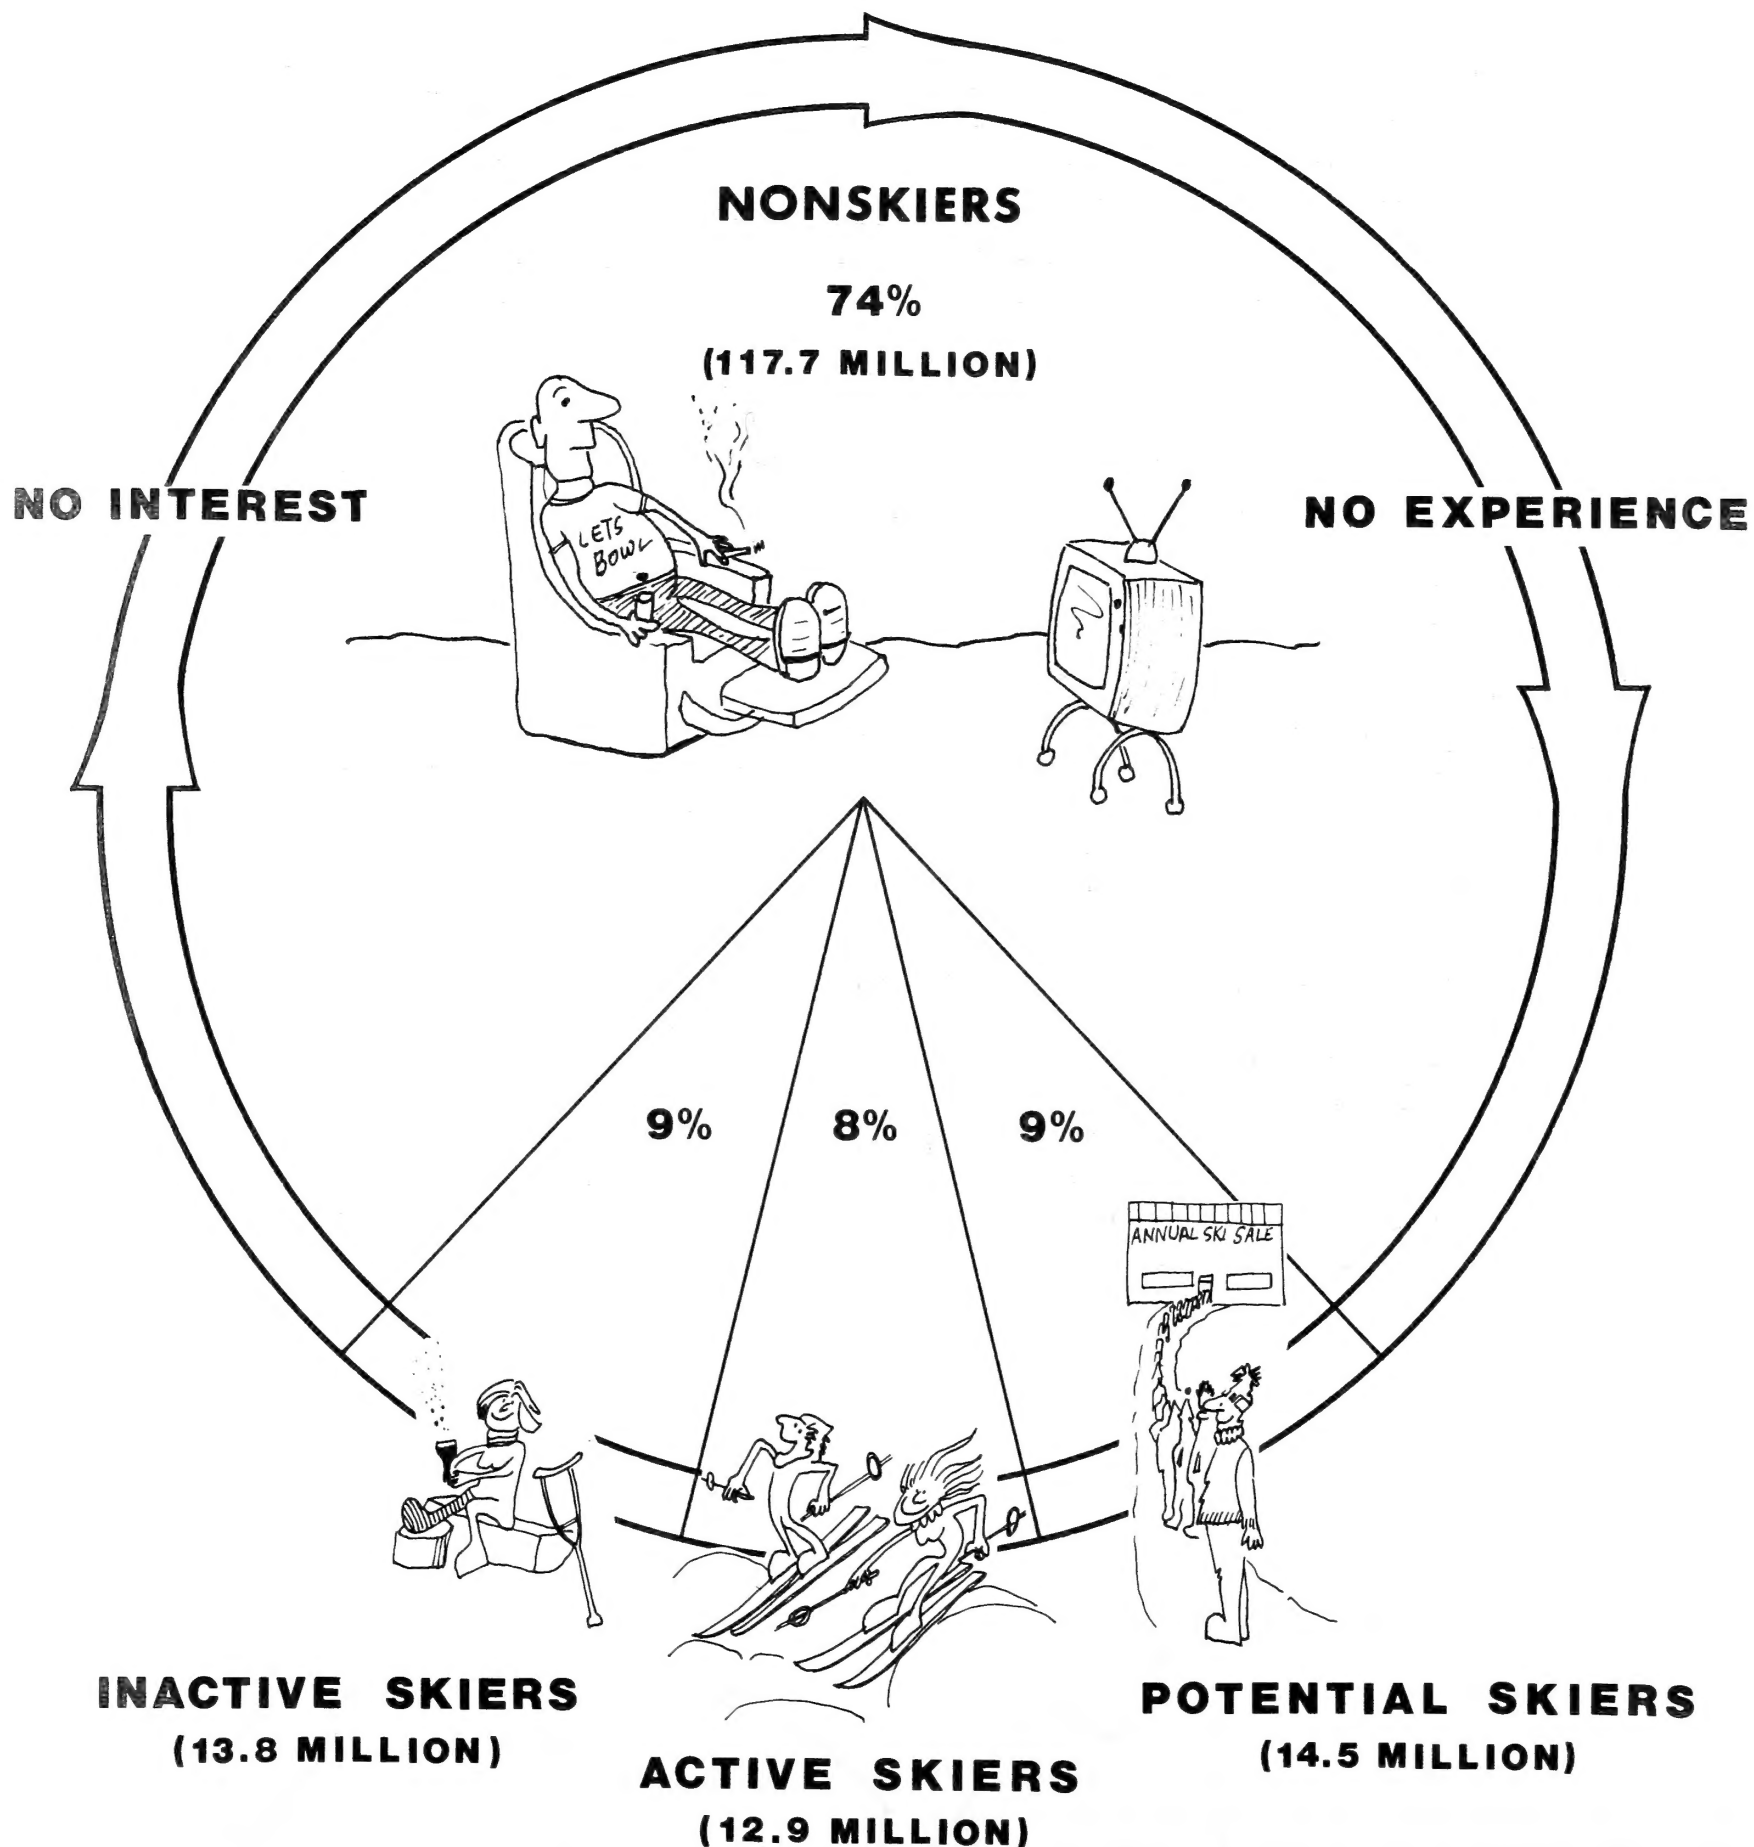 NONSKIERS
74%
(117.7 MILLION)
NO INTEREST
NO EXPERIENCE
LETS
BOWL
9%
8%
9%
ANNUAL SKI SALE
INACTIVE SKIERS
(13.8 MILLION)
ACTIVE SKIERS
(12.9 MILLION)
POTENTIAL SKIERS
(14.5 MILLION)